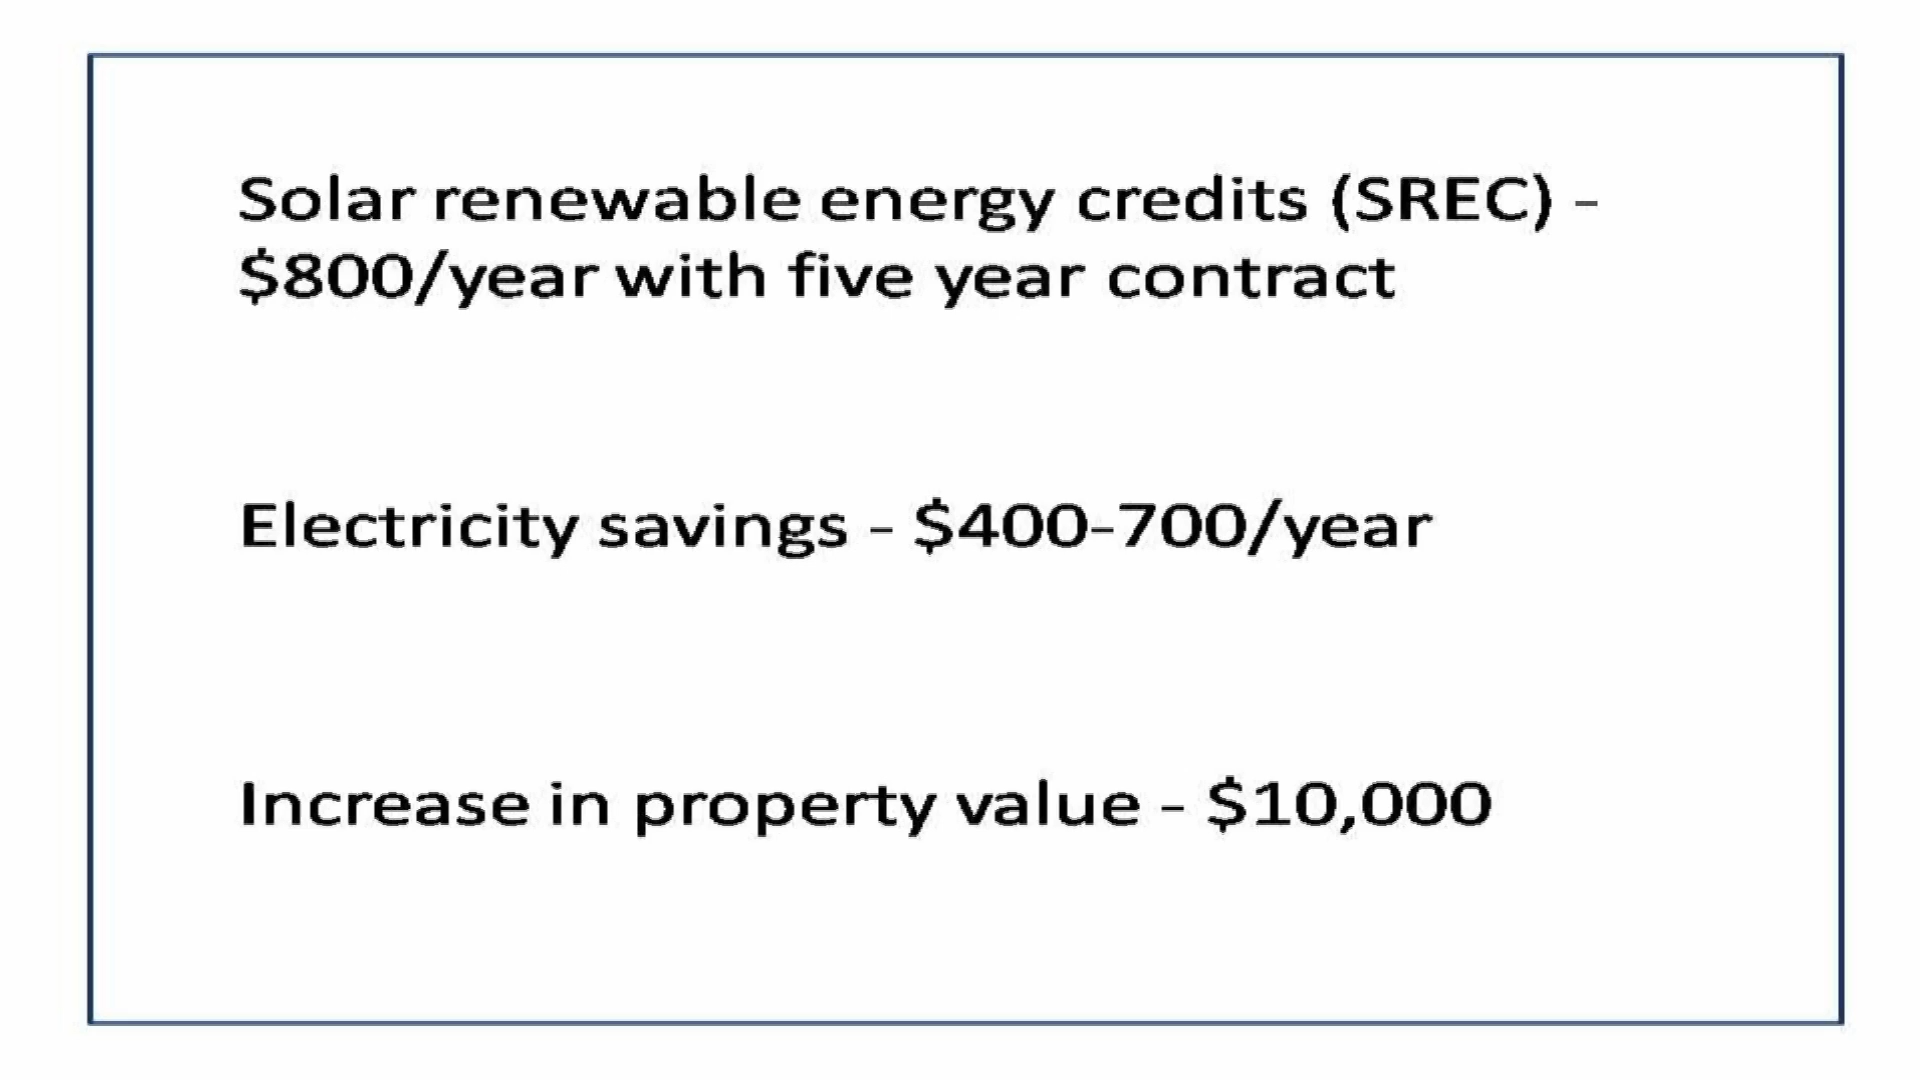 Solar renewable energy credits (SREC) -
$800/year with five year contract
Electricity savings - $400-700/year
Increase in property value - $10,000